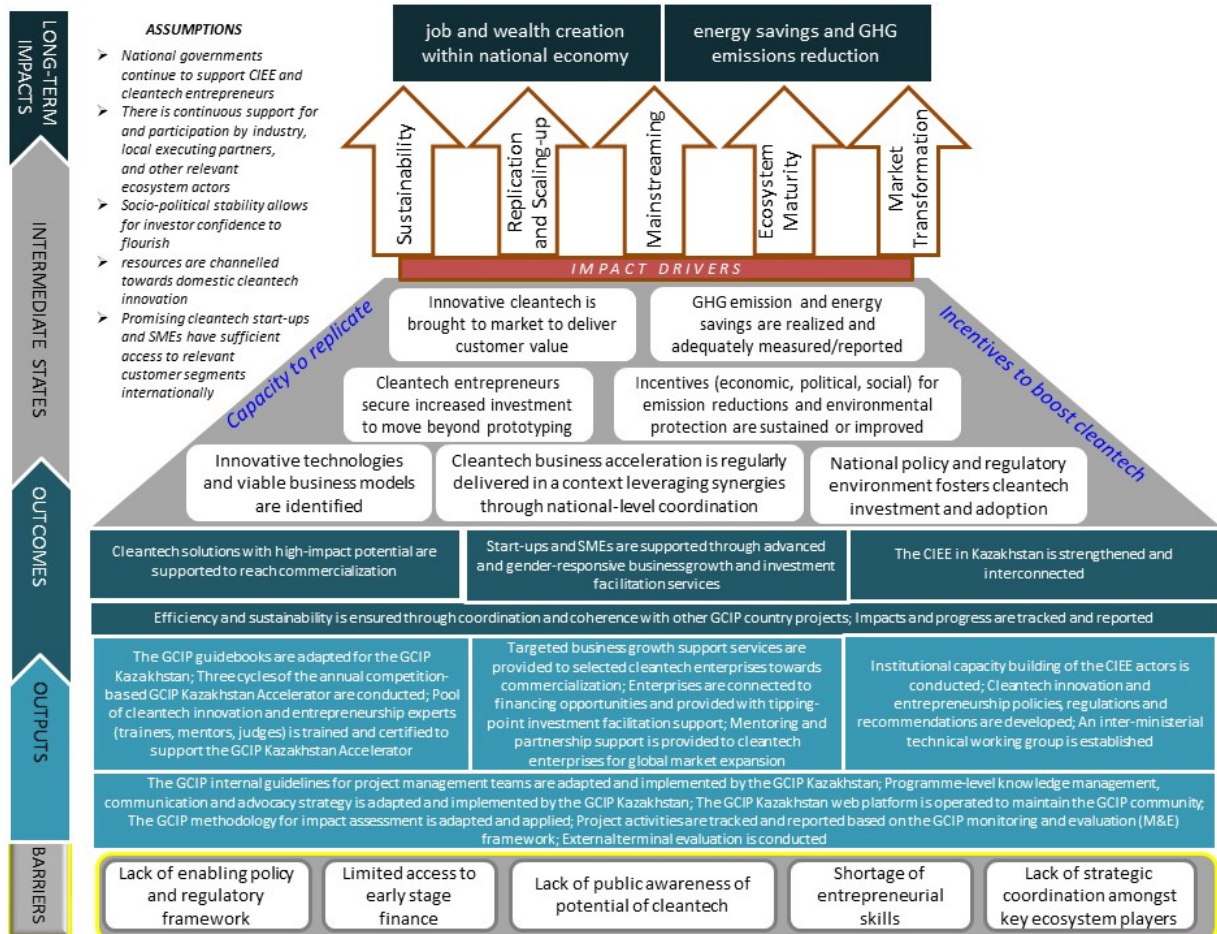 LONG-TERM
IMPACTS
INTERMEDIATE STATES
OUTCOMES
OUTPUTS
BARRIERS
ASSUMPTIONS
➢ National governments
continue to support CIEE and
cleantech entrepreneurs
➢ There is continuous support for
and participation by industry,
local executing partners,
and other relevant
ecosystem actors
➢ Socio-political stability allows
for investor confidence to
flourish
➢ resources are channelled
towards domestic cleantech
innovation
➢ Promising cleantech start-ups
and SMEs have sufficient
access to relevant
customer segments
internationally
job and wealth creation
within national economy
energy savings and GHG
emissions reduction
Sustainability
Replication
and Scaling-up
Mainstreaming
Ecosystem
Maturity
Market
Transformation
IMPACT DRIVERS
Capacity to replicate
Incentives to boost cleantech
Innovative cleantech is
brought to market to deliver
customer value
GHG emission and energy
savings are realized and
adequately measured/reported
Cleantech entrepreneurs
secure increased investment
to move beyond prototyping
Incentives (economic, political, social) for
emission reductions and environmental
protection are sustained or improved
Innovative technologies
and viable business models
are identified
Cleantech business acceleration is regularly
delivered in a context leveraging synergies
through national-level coordination
National policy and regulatory
environment fosters cleantech
investment and adoption
Cleantech solutions with high-impact potential are
supported to reach commercialization
Start-ups and SMEs are supported through advanced
and gender-responsive businessgrowth and investment
facilitation services
The CIEE in Kazakhstan is strengthened and
interconnected
Efficiency and sustainability is ensured through coordination and coherence with other GCIP country projects; Impacts and progress are tracked and reported
The GCIP guidebooks are adapted for the GCIP
Kazakhstan; Three cycles of the annual competition-
based GCIP Kazakhstan Accelerator are conducted; Pool
of cleantech innovation and entrepreneurship experts
(trainers, mentors, judges) is trained and certified to
support the GCIP Kazakhstan Accelerator
Targeted business growth support services are
provided to selected cleantech enterprises towards
commercialization; Enterprises are connected to
financing opportunities and provided with tipping-
point investment facilitation support; Mentoring and
partnership support is provided to cleantech
enterprises for global market expansion
Institutional capacity building of the CIEE actors is
conducted; Cleantech innovation and
entrepreneurship policies, regulations and
recommendations are developed; An inter-ministerial
technical working group is established
The GCIP internal guidelines for project management teams are adapted and implemented by the GCIP Kazakhstan; Programme-level knowledge management,
communication and advocacy strategy is adapted and implemented by the GCIP Kazakhstan; The GCIP Kazakhstan web platform is operated to maintain the GCIP community;
The GCIP methodology for impact assessment is adapted and applied; Project activities are tracked and reported based on the GCIP monitoring and evaluation (M&E)
framework; External terminal evaluation is conducted
Lack of enabling policy
and regulatory
framework
Limited access to
early stage
finance
Lack of public awareness of
potential of cleantech
Shortage of
entrepreneurial
skills
Lack of strategic
coordination amongst
key ecosystem players